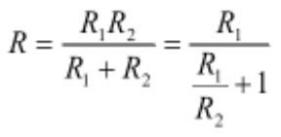 R = R₁R₂ / (R₁ + R₂) = R₁ / (R₁/R₂ + 1)